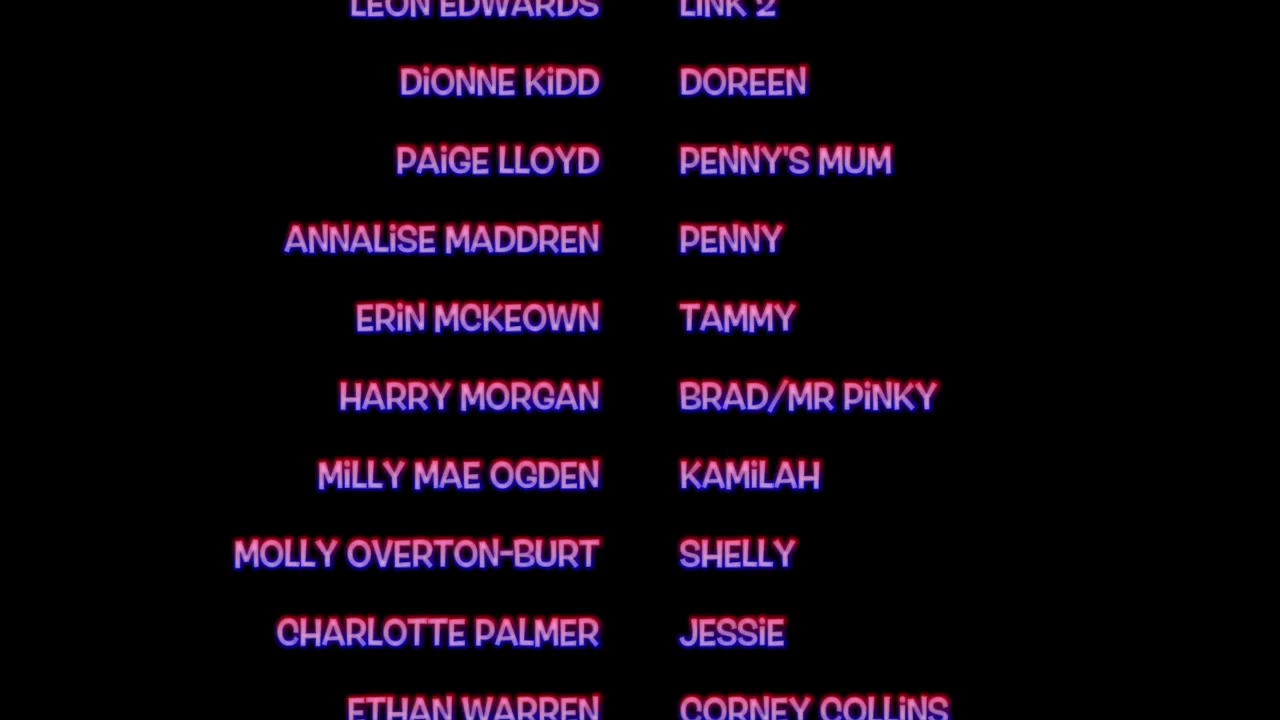 LEON EDWARDS LINK 2
DiONNE KiDD DOREEN
PAiGE LLOYD PENNY'S MUM
ANNALiSE MADDREN PENNY
ERiN MCKEOWN TAMMY
HARRY MORGAN BRAD/MR PiNKY
MiLLY MAE OGDEN KAMiLAH
MOLLY OVERTON-BURT SHELLY
CHARLOTTE PALMER JESSiE
ETHAN WARREN CORNEY COLLiNS